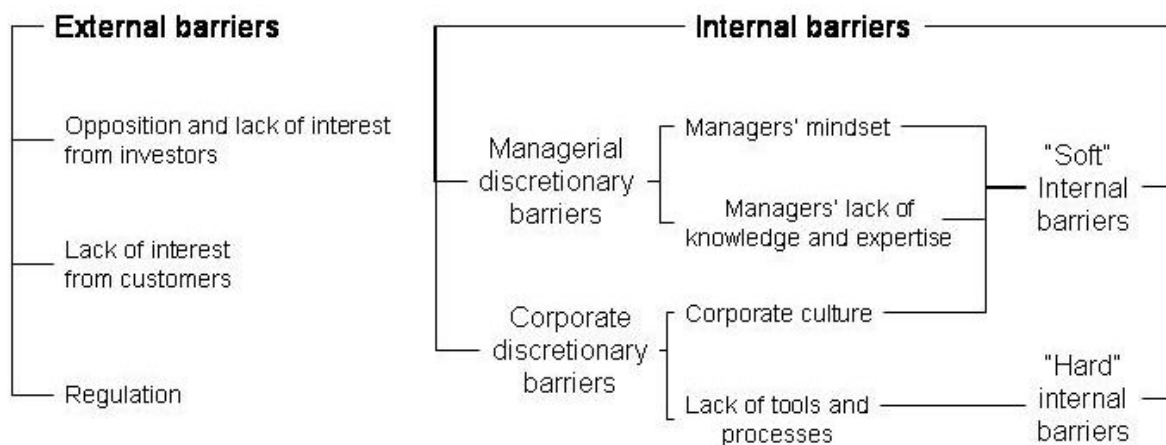 External barriers
Opposition and lack of interest
from investors
Lack of interest
from customers
Regulation
Internal barriers
Managerial
discretionary
barriers
Managers' mindset
Managers' lack of
knowledge and expertise
"Soft"
Internal
barriers
Corporate
discretionary
barriers
Corporate culture
Lack of tools and
processes
"Hard"
internal
barriers